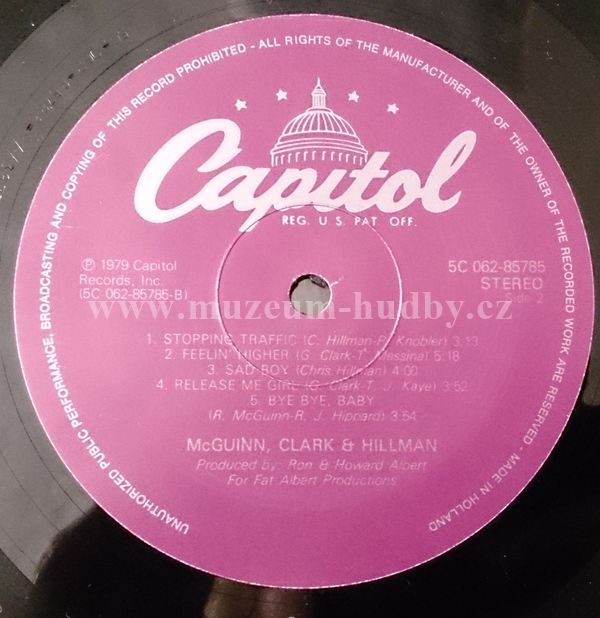 UNAUTHORIZED PUBLIC PERFORMANCE, BROADCASTING AND COPYING OF THIS RECORD PROHIBITED - ALL RIGHTS OF THE MANUFACTURER AND OF THE OWNER OF THE RECORDED WORK ARE RESERVED - MADE IN HOLLAND
Capitol
REG. U.S. PAT. OFF.
℗ 1979 Capitol
Records, Inc.
(5C 062-85785-B)
5C 062-85785
STEREO
Side 2
www.muzeum-hudby.cz
1. STOPPING TRAFFIC (C. Hillman-P. Knobler) 3:13
2. FEELIN' HIGHER (G. Clark-T. Messina) 5:18
3. SAD BOY (Chris Hillman) 4:00
4. RELEASE ME GIRL (G. Clark-T. J. Kaye) 3:52
5. BYE BYE, BABY
(R. McGuinn-R. J. Hippard) 3:54
McGUINN, CLARK & HILLMAN
Produced by: Ron & Howard Albert
For Fat Albert Productions